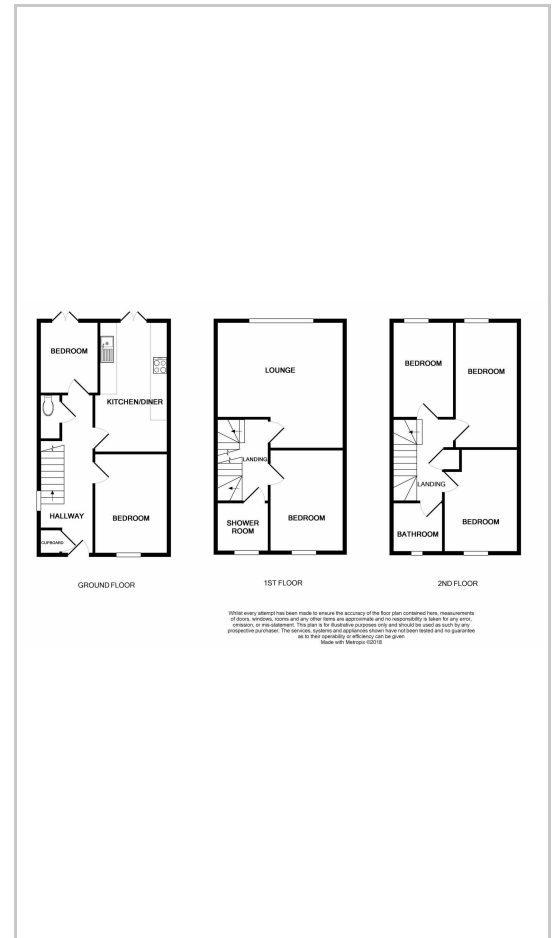 BEDROOM
KITCHEN/DINER
HALLWAY
BEDROOM
CUPBOARD
GROUND FLOOR
LOUNGE
LANDING
SHOWER
ROOM
BEDROOM
1ST FLOOR
BEDROOM
BEDROOM
LANDING
BATHROOM
BEDROOM
2ND FLOOR
Whilst every attempt has been made to ensure the accuracy of the floor plan contained here, measurements
of doors, windows, rooms and any other items are approximate and no responsibility is taken for any error,
omission, or mis-statement. This plan is for illustrative purposes only and should be used as such by any
prospective purchaser. The services, systems and appliances shown have not been tested and no guarantee
as to their operability or efficiency can be given
Made with Metropix ©2018